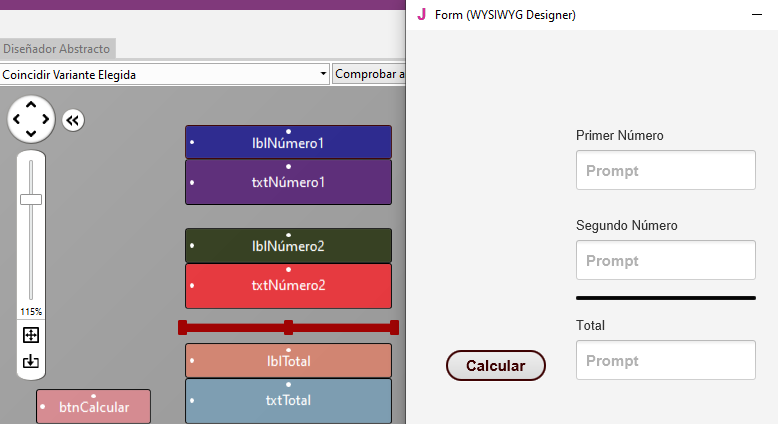 Diseñador Abstracto
Coincidir Variante Elegida
Comprobar a
lblNúmero1
txtNúmero1
lblNúmero2
txtNúmero2
115%
lblTotal
txtTotal
btnCalcular
J Form (WYSIWYG Designer)
Primer Número
Prompt
Segundo Número
Prompt
Total
Prompt
Calcular